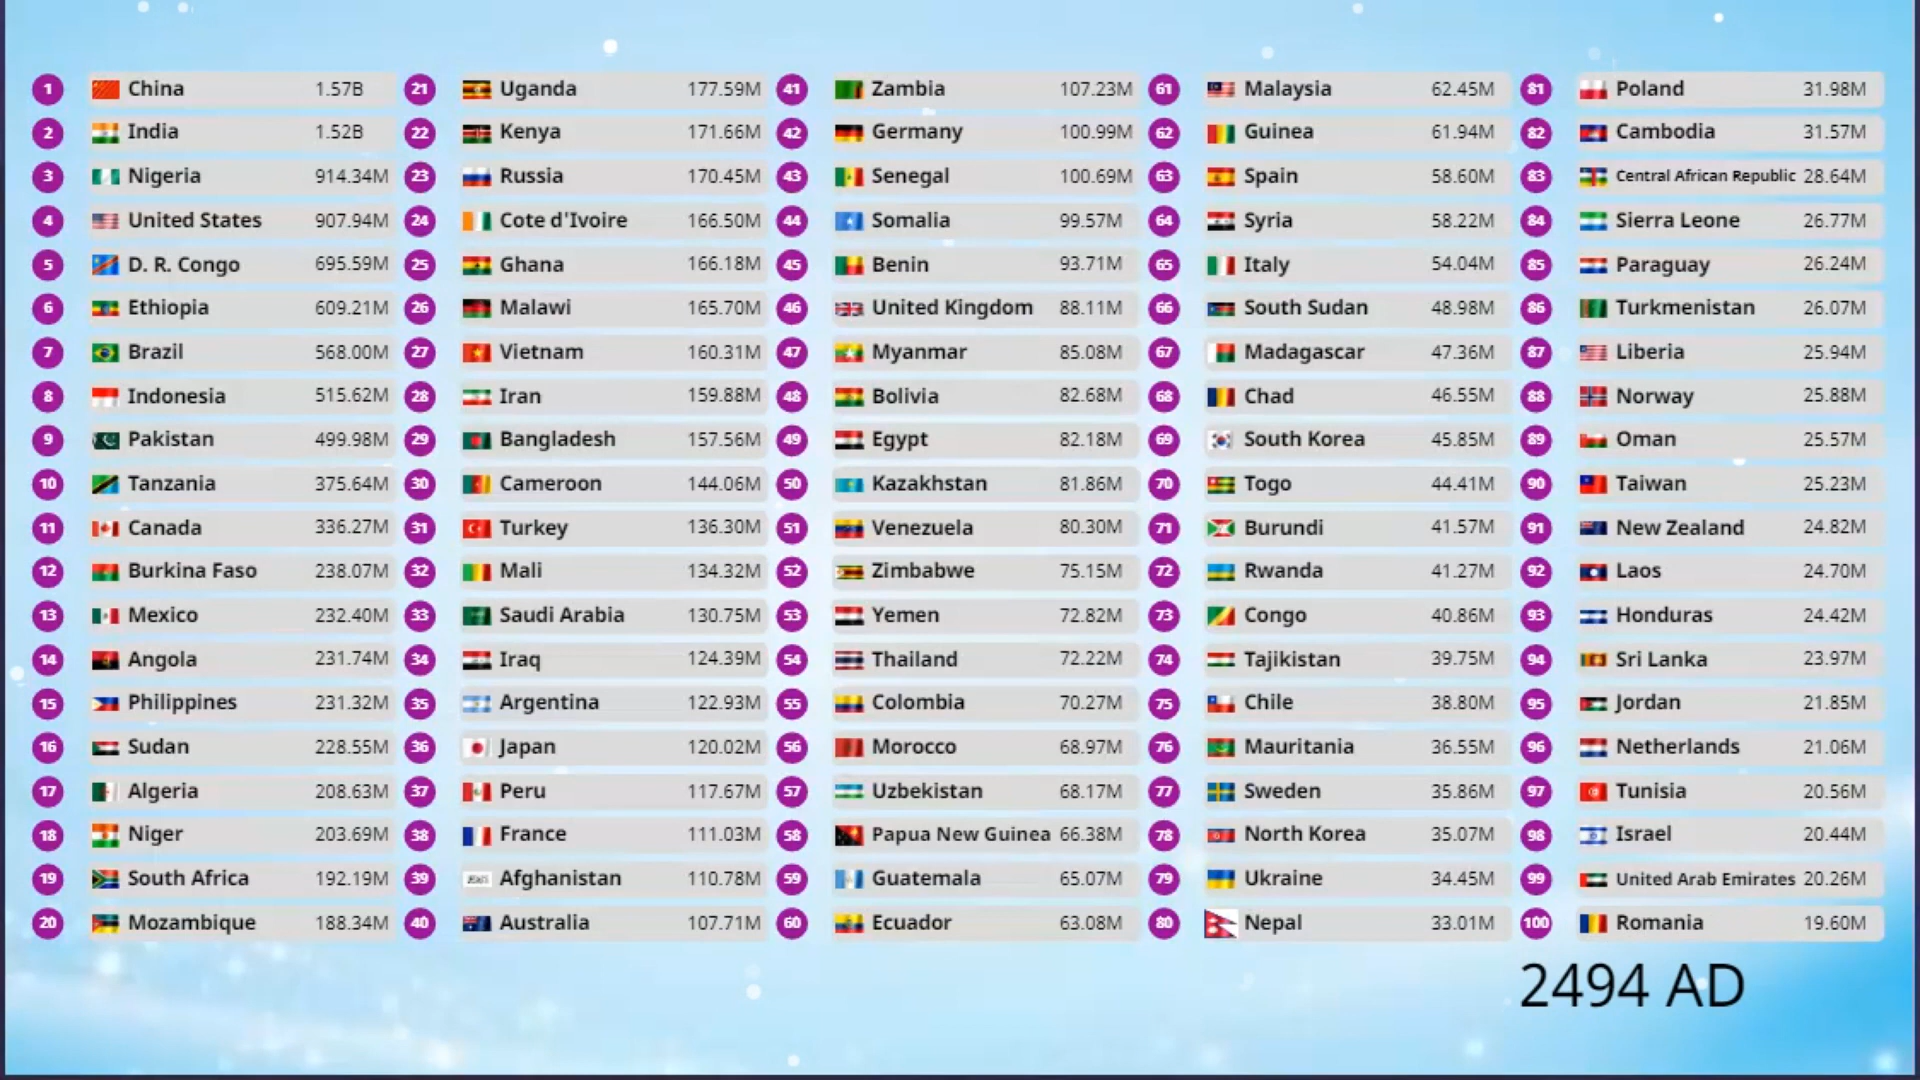 1 China 1.57B
2 India 1.52B
3 Nigeria 914.34M
4 United States 907.94M
5 D. R. Congo 695.59M
6 Ethiopia 609.21M
7 Brazil 568.00M
8 Indonesia 515.62M
9 Pakistan 499.98M
10 Tanzania 375.64M
11 Canada 336.27M
12 Burkina Faso 238.07M
13 Mexico 232.40M
14 Angola 231.74M
15 Philippines 231.32M
16 Sudan 228.55M
17 Algeria 208.63M
18 Niger 203.69M
19 South Africa 192.19M
20 Mozambique 188.34M
21 Uganda 177.59M
22 Kenya 171.66M
23 Russia 170.45M
24 Cote d'Ivoire 166.50M
25 Ghana 166.18M
26 Malawi 165.70M
27 Vietnam 160.31M
28 Iran 159.88M
29 Bangladesh 157.56M
30 Cameroon 144.06M
31 Turkey 136.30M
32 Mali 134.32M
33 Saudi Arabia 130.75M
34 Iraq 124.39M
35 Argentina 122.93M
36 Japan 120.02M
37 Peru 117.67M
38 France 111.03M
39 Afghanistan 110.78M
40 Australia 107.71M
41 Zambia 107.23M
42 Germany 100.99M
43 Senegal 100.69M
44 Somalia 99.57M
45 Benin 93.71M
46 United Kingdom 88.11M
47 Myanmar 85.08M
48 Bolivia 82.68M
49 Egypt 82.18M
50 Kazakhstan 81.86M
51 Venezuela 80.30M
52 Zimbabwe 75.15M
53 Yemen 72.82M
54 Thailand 72.22M
55 Colombia 70.27M
56 Morocco 68.97M
57 Uzbekistan 68.17M
58 Papua New Guinea 66.38M
59 Guatemala 65.07M
60 Ecuador 63.08M
61 Malaysia 62.45M
62 Guinea 61.94M
63 Spain 58.60M
64 Syria 58.22M
65 Italy 54.04M
66 South Sudan 48.98M
67 Madagascar 47.36M
68 Chad 46.55M
69 South Korea 45.85M
70 Togo 44.41M
71 Burundi 41.57M
72 Rwanda 41.27M
73 Congo 40.86M
74 Tajikistan 39.75M
75 Chile 38.80M
76 Mauritania 36.55M
77 Sweden 35.86M
78 North Korea 35.07M
79 Ukraine 34.45M
80 Nepal 33.01M
81 Poland 31.98M
82 Cambodia 31.57M
83 Central African Republic 28.64M
84 Sierra Leone 26.77M
85 Paraguay 26.24M
86 Turkmenistan 26.07M
87 Liberia 25.94M
88 Norway 25.88M
89 Oman 25.57M
90 Taiwan 25.23M
91 New Zealand 24.82M
92 Laos 24.70M
93 Honduras 24.42M
94 Sri Lanka 23.97M
95 Jordan 21.85M
96 Netherlands 21.06M
97 Tunisia 20.56M
98 Israel 20.44M
99 United Arab Emirates 20.26M
100 Romania 19.60M
2494 AD